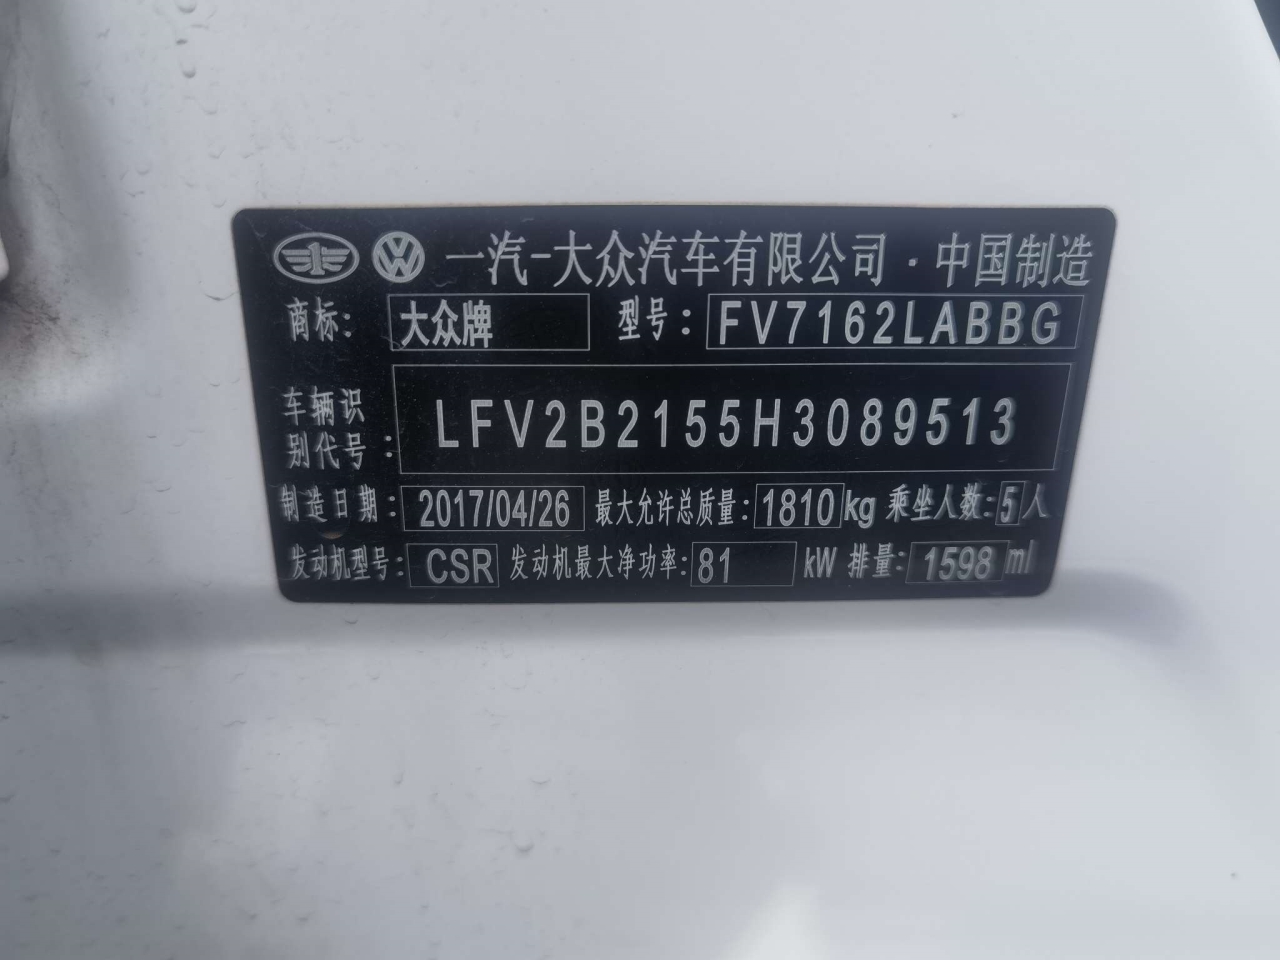 一汽-大众汽车有限公司·中国制造
商标: 大众牌 型号: FV7162LABBG
车辆识别代号: LFV2B2155H3089513
制造日期: 2017/04/26 最大允许总质量: 1810 kg 乘坐人数: 5 人
发动机型号: CSR 发动机最大净功率: 81 kW 排量: 1598 ml